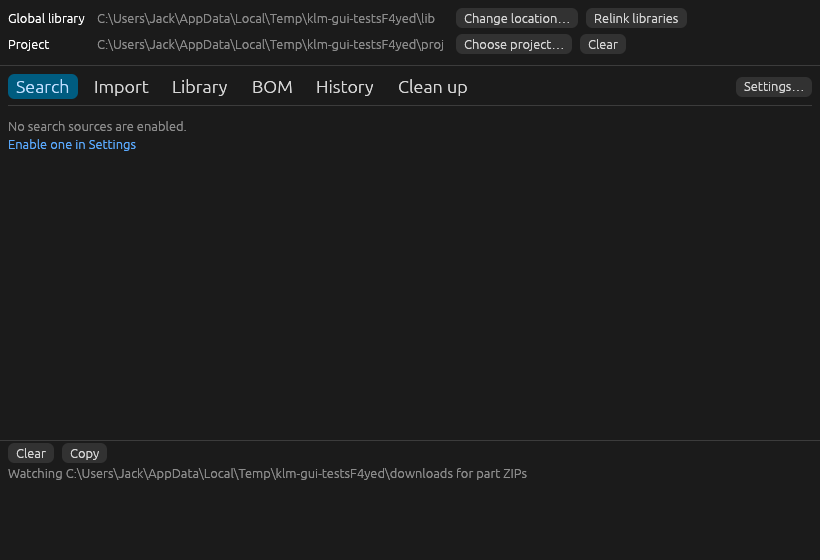 Global library C:\Users\Jack\AppData\Local\Temp\klm-gui-testsF4yed\lib Change location... Relink libraries
Project C:\Users\Jack\AppData\Local\Temp\klm-gui-testsF4yed\proj Choose project... Clear
Search Import Library BOM History Clean up Settings...
No search sources are enabled.
Enable one in Settings
Clear Copy
Watching C:\Users\Jack\AppData\Local\Temp\klm-gui-testsF4yed\downloads for part ZIPs